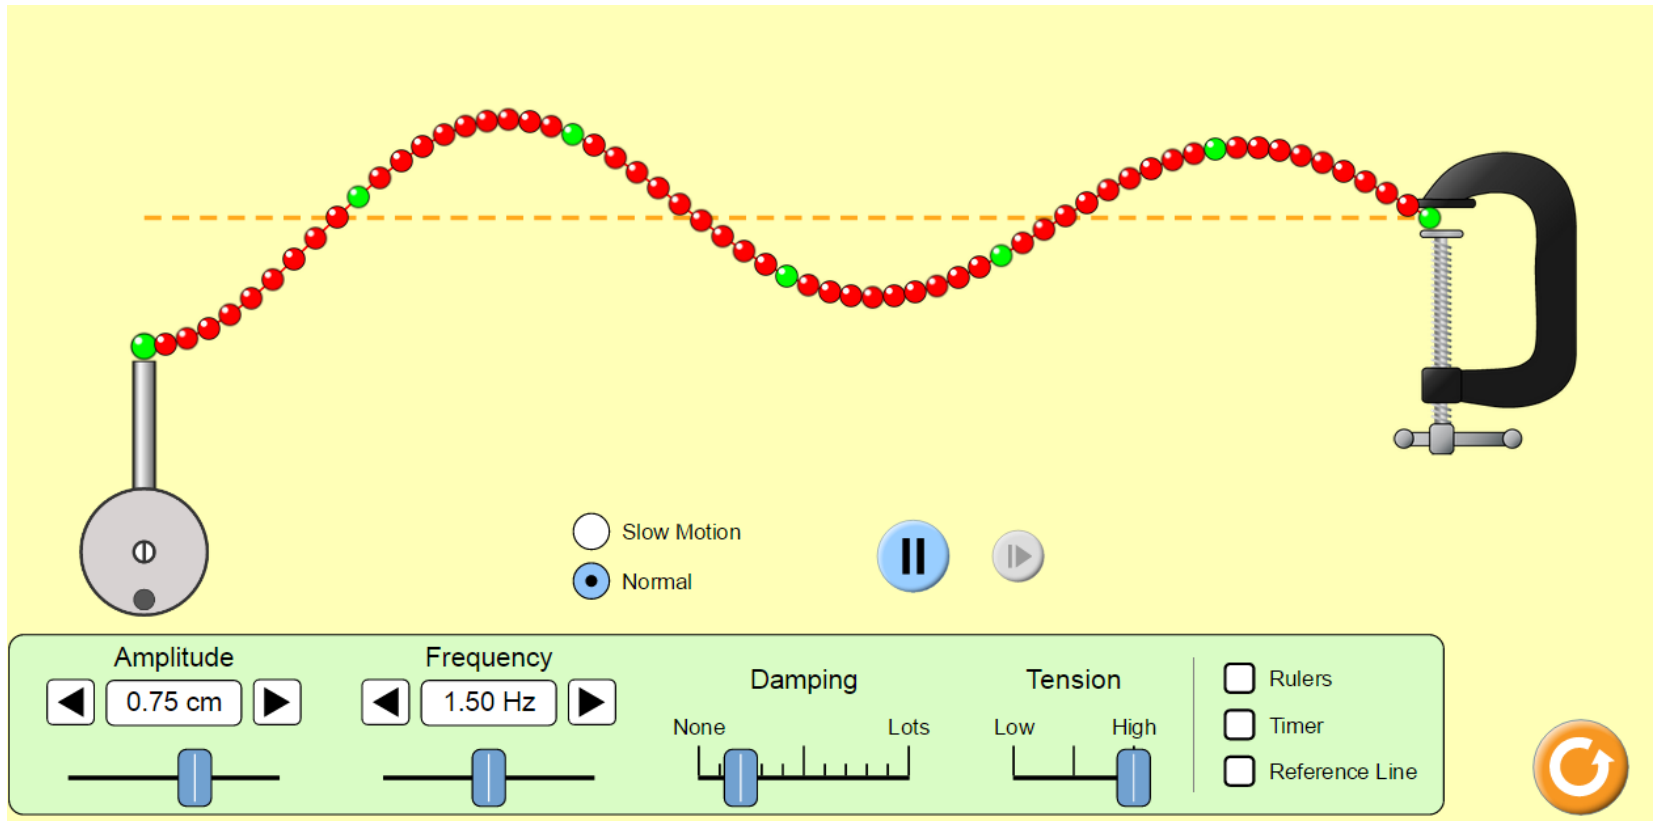 Slow Motion
Normal
Amplitude
0.75 cm
Frequency
1.50 Hz
Damping
None
Lots
Tension
Low
High
Rulers
Timer
Reference Line